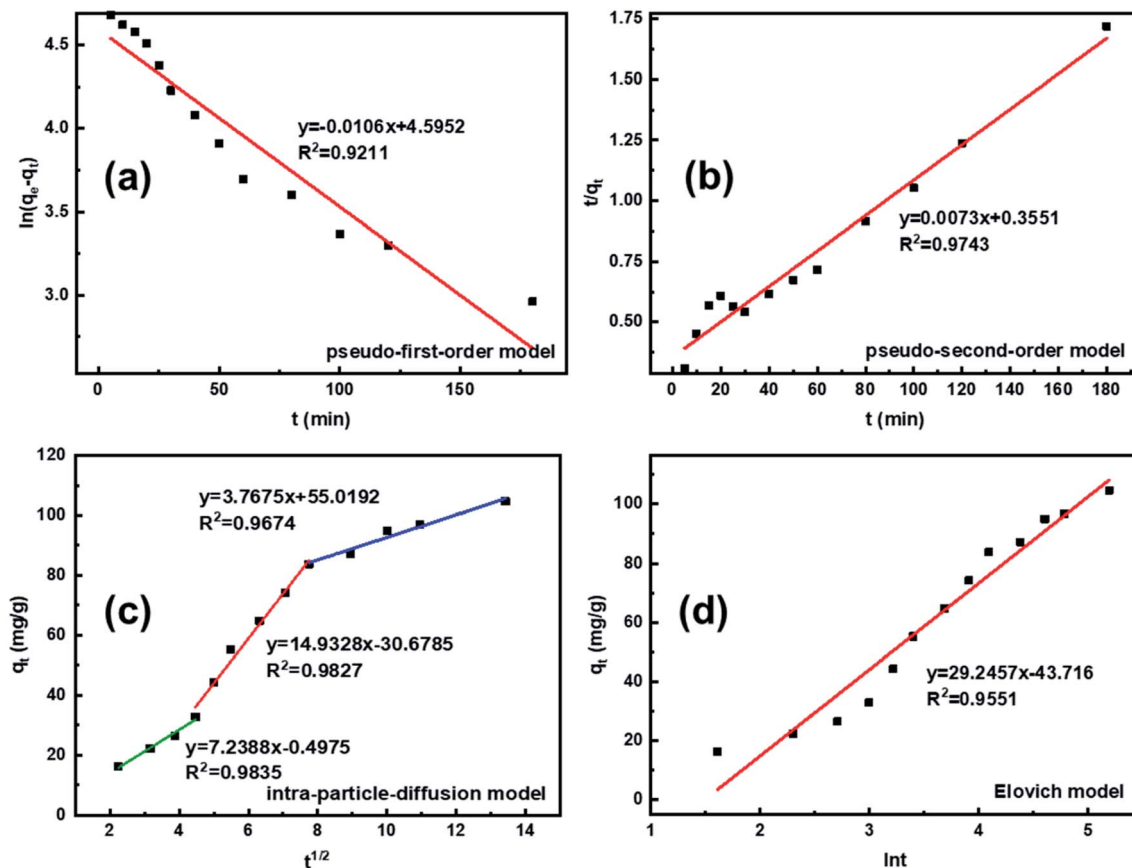 4.5
4.0
3.5
3.0
ln(qe-qt)
(a)
y=-0.0106x+4.5952
R2=0.9211
pseudo-first-order model
0 50 100 150
t (min)
1.75
1.50
1.25
1.00
0.75
0.50
t/qt
(b)
y=0.0073x+0.3551
R2=0.9743
pseudo-second-order model
0 20 40 60 80 100 120 140 160 180
t (min)
120
100
80
60
40
20
0
qt (mg/g)
(c)
y=3.7675x+55.0192
R2=0.9674
y=14.9328x-30.6785
R2=0.9827
y=7.2388x-0.4975
R2=0.9835
intra-particle-diffusion model
2 4 6 8 10 12 14
t1/2
100
80
60
40
20
0
qt (mg/g)
(d)
y=29.2457x-43.716
R2=0.9551
Elovich model
1 2 3 4 5
lnt